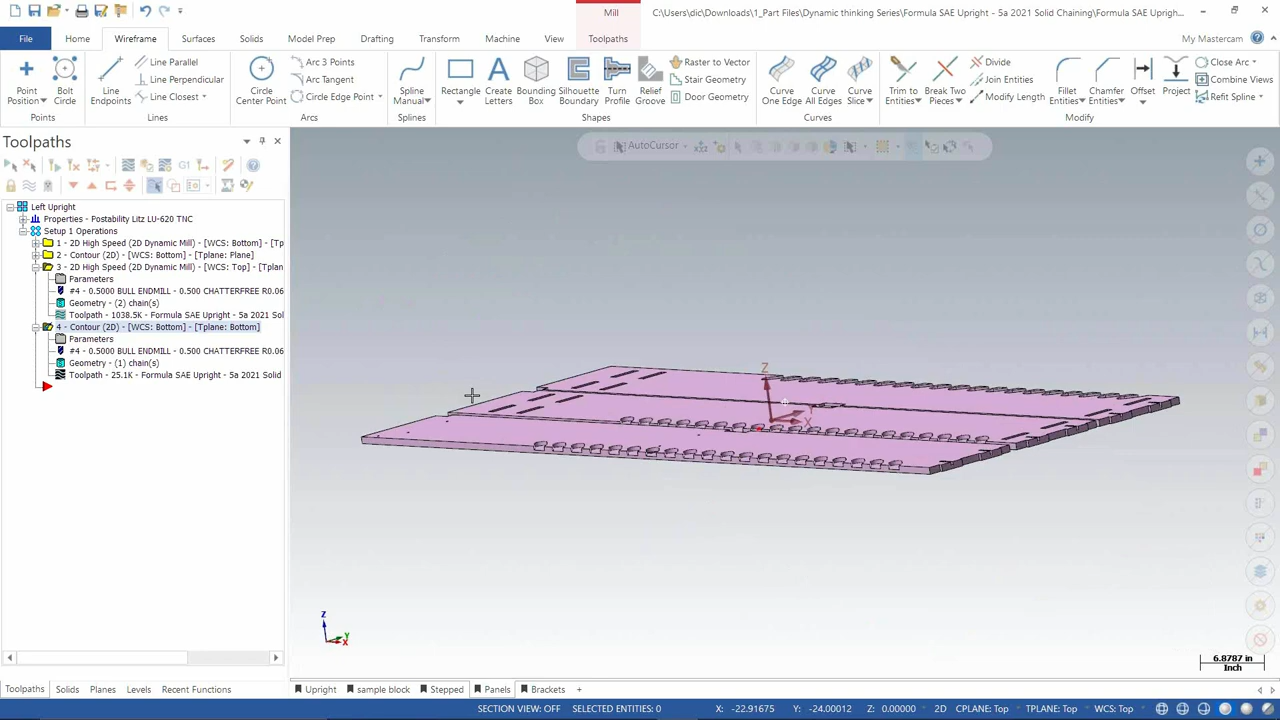 Mill
C:\Users\dic\Downloads\1_Part Files\Dynamic thinking Series\Formula SAE Upright - 5a 2021 Solid Chaining\Formula SAE Uprigh...
File Home Wireframe Surfaces Solids Model Prep Drafting Transform Machine View Toolpaths My Mastercam
Point Position Bolt Circle
Points
Line Endpoints Line Parallel Line Perpendicular Line Closest
Lines
Circle Center Point Arc 3 Points Arc Tangent Circle Edge Point
Arcs
Spline Manual
Splines
Rectangle Create Letters Bounding Box Silhouette Boundary Turn Profile Relief Groove Raster to Vector Stair Geometry Door Geometry
Shapes
Curve One Edge Curve All Edges Curve Slice
Curves
Trim to Entities Break Two Pieces Divide Join Entities Modify Length Fillet Entities Chamfer Entities Offset Project Close Arc Combine Views Refit Spline
Modify
Toolpaths
AutoCursor
G1
Left Upright
Properties - Postability Litz LU-620 TNC
Setup 1 Operations
1 - 2D High Speed (2D Dynamic Mill) - [WCS: Bottom] - [Tp
2 - Contour (2D) - [WCS: Bottom] - [Tplane: Plane]
3 - 2D High Speed (2D Dynamic Mill) - [WCS: Top] - [Tplan
Parameters
#4 - 0.5000 BULL ENDMILL - 0.500 CHATTERFREE R0.06
Geometry - (2) chain(s)
Toolpath - 1038.5K - Formula SAE Upright - 5a 2021 Sol
4 - Contour (2D) - [WCS: Bottom] - [Tplane: Bottom]
Parameters
#4 - 0.5000 BULL ENDMILL - 0.500 CHATTERFREE R0.06
Geometry - (1) chain(s)
Toolpath - 25.1K - Formula SAE Upright - 5a 2021 Solid
Z
X
Z
Y
X
6.8787 in
Inch
Toolpaths Solids Planes Levels Recent Functions Upright sample block Stepped Panels Brackets +
SECTION VIEW: OFF SELECTED ENTITIES: 0 X: -22.91675 Y: -24.00012 Z: 0.00000 2D CPLANE: Top TPLANE: Top WCS: Top